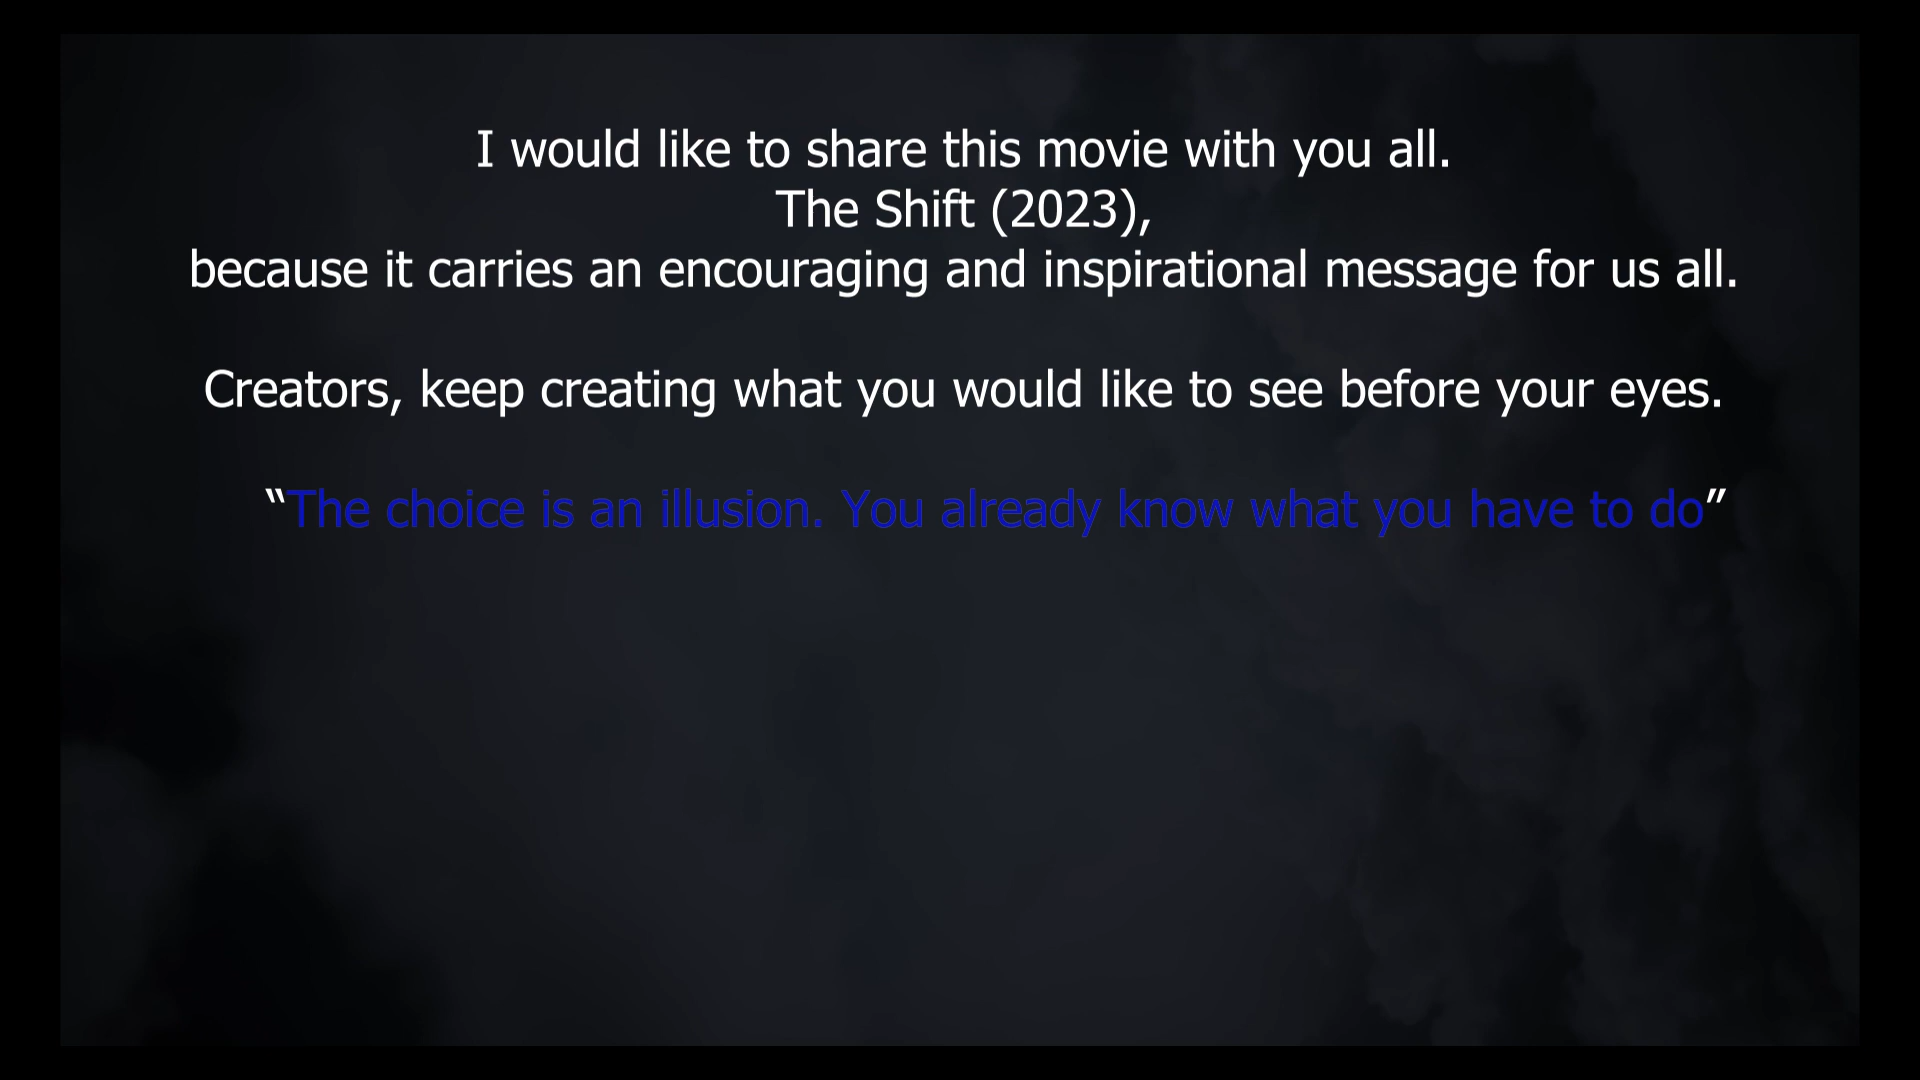 I would like to share this movie with you all.
The Shift (2023),
because it carries an encouraging and inspirational message for us all.
Creators, keep creating what you would like to see before your eyes.
“The choice is an illusion. You already know what you have to do”